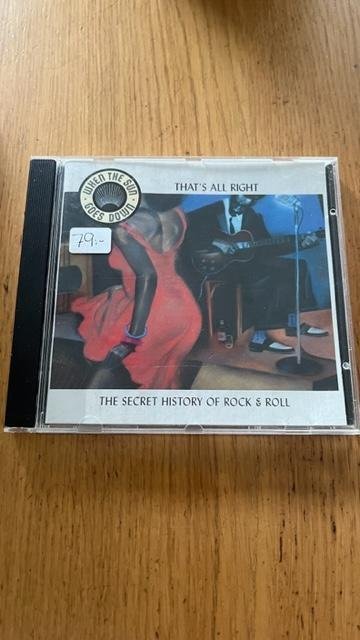 WHEN THE SUN
GOES DOWN
THAT'S ALL RIGHT
79:-
THE SECRET HISTORY OF ROCK & ROLL